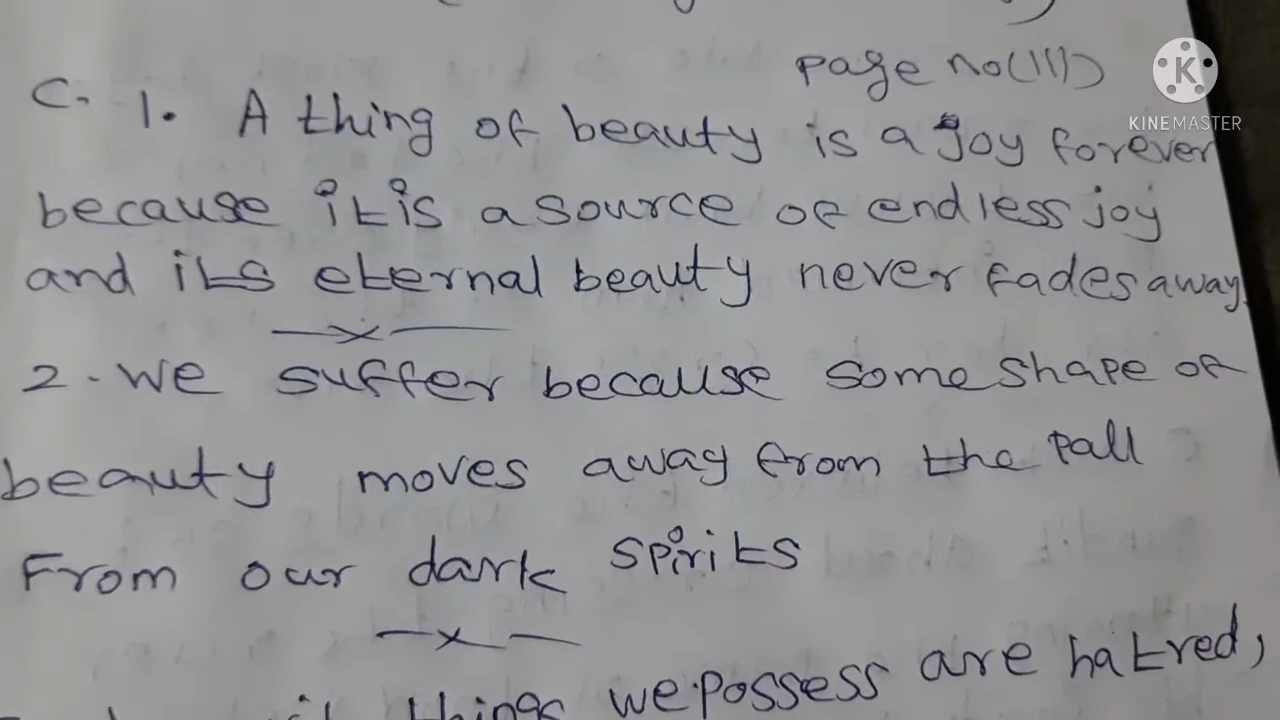 page no(111)
K
KINEMASTER
C. 1. A thing of beauty is a Joy forever
because it is a source of endless joy
and its eternal beauty never fades away.
2. We suffer because some shape of
beauty moves away from the pall
From our dark spirits
things we possess are hatred,